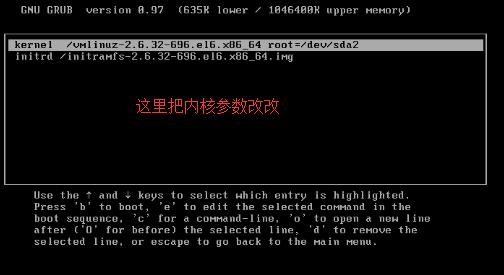 GNU GRUB  version 0.97  (635K lower / 1046400K upper memory)
kernel  /vmlinuz-2.6.32-696.el6.x86_64 root=/dev/sda2
initrd /initramfs-2.6.32-696.el6.x86_64.img
这里把内核参数改改
Use the ↑ and ↓ keys to select which entry is highlighted.
Press 'b' to boot, 'e' to edit the selected command in the
boot sequence, 'c' for a command-line, 'o' to open a new line
after ('O' for before) the selected line, 'd' to remove the
selected line, or escape to go back to the main menu.